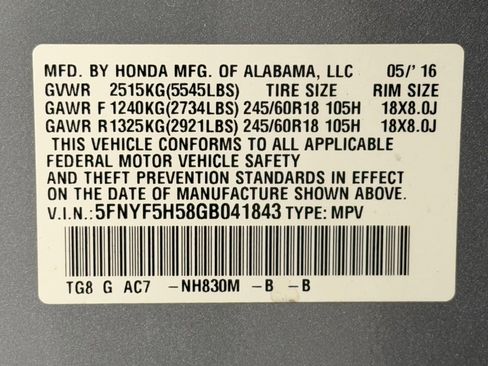 MFD. BY HONDA MFG. OF ALABAMA, LLC 05/'16
GVWR 2515KG(5545LBS) TIRE SIZE RIM SIZE
GAWR F 1240KG(2734LBS) 245/60R18 105H 18X8.0J
GAWR R 1325KG(2921LBS) 245/60R18 105H 18X8.0J
THIS VEHICLE CONFORMS TO ALL APPLICABLE
FEDERAL MOTOR VEHICLE SAFETY
AND THEFT PREVENTION STANDARDS IN EFFECT
ON THE DATE OF MANUFACTURE SHOWN ABOVE.
V.I.N.: 5FNYF5H58GB041843 TYPE: MPV
TG8 G AC7 -NH830M -B -B